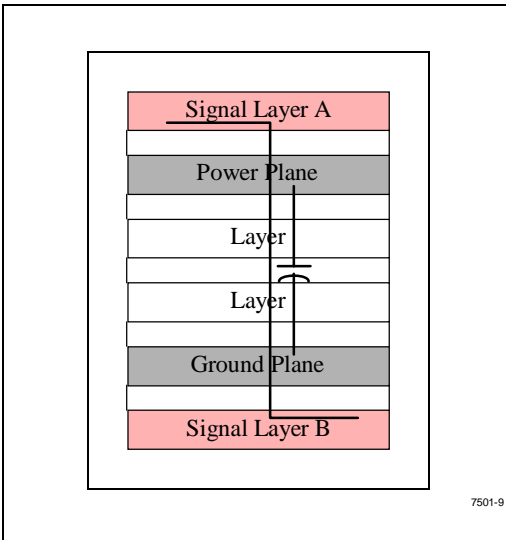 Signal Layer A
Power Plane
Layer
Layer
Ground Plane
Signal Layer B
7501-9